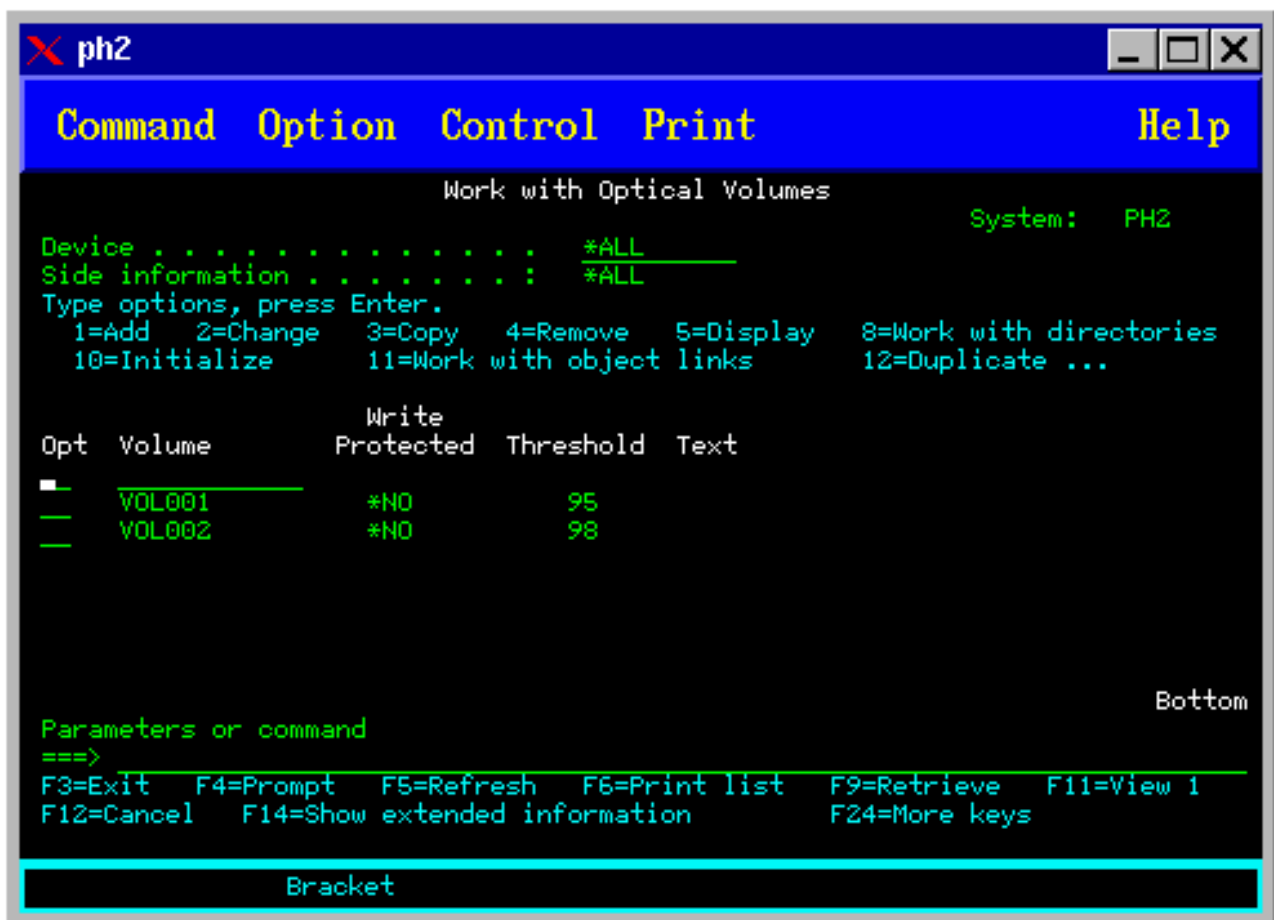 ph2
Command Option Control Print Help
Work with Optical Volumes
System: PH2
Device . . . . . . . . . . . . . *ALL
Side information . . . . . . . : *ALL
Type options, press Enter.
1=Add 2=Change 3=Copy 4=Remove 5=Display 8=Work with directories
10=Initialize 11=Work with object links 12=Duplicate ...
Write
Opt Volume Protected Threshold Text
VOL001 *NO 95
VOL002 *NO 98
Bottom
Parameters or command
===>
F3=Exit F4=Prompt F5=Refresh F6=Print list F9=Retrieve F11=View 1
F12=Cancel F14=Show extended information F24=More keys
Bracket